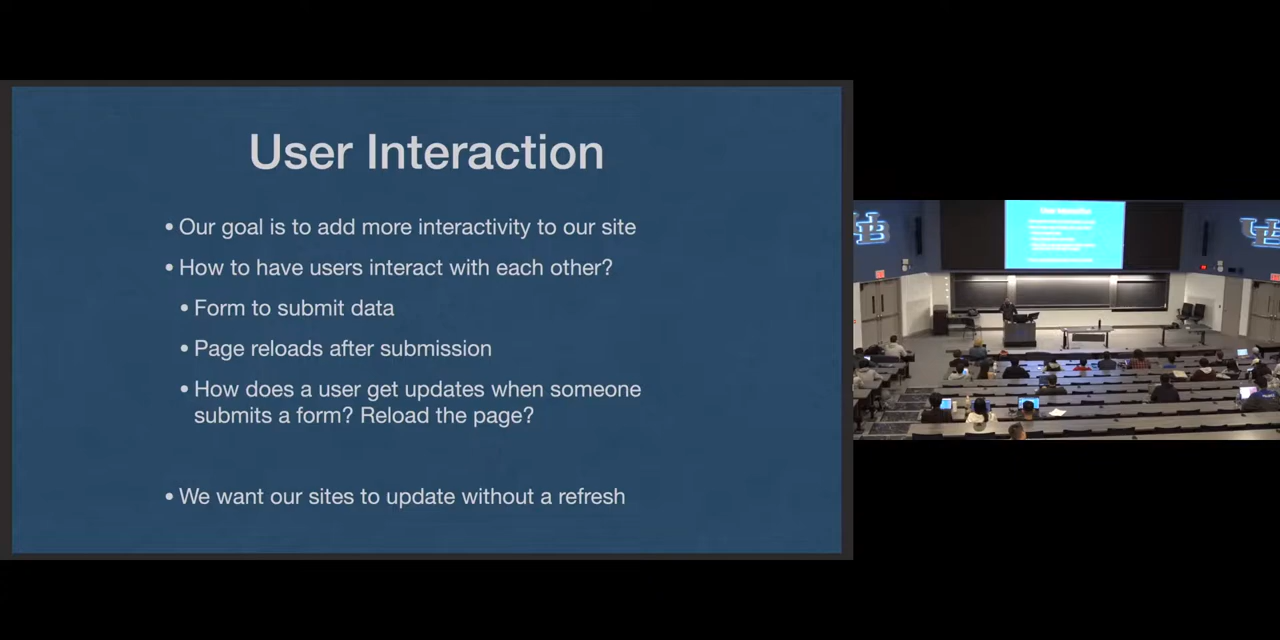 User Interaction
• Our goal is to add more interactivity to our site
• How to have users interact with each other?
• Form to submit data
• Page reloads after submission
• How does a user get updates when someone
submits a form? Reload the page?
• We want our sites to update without a refresh
UB